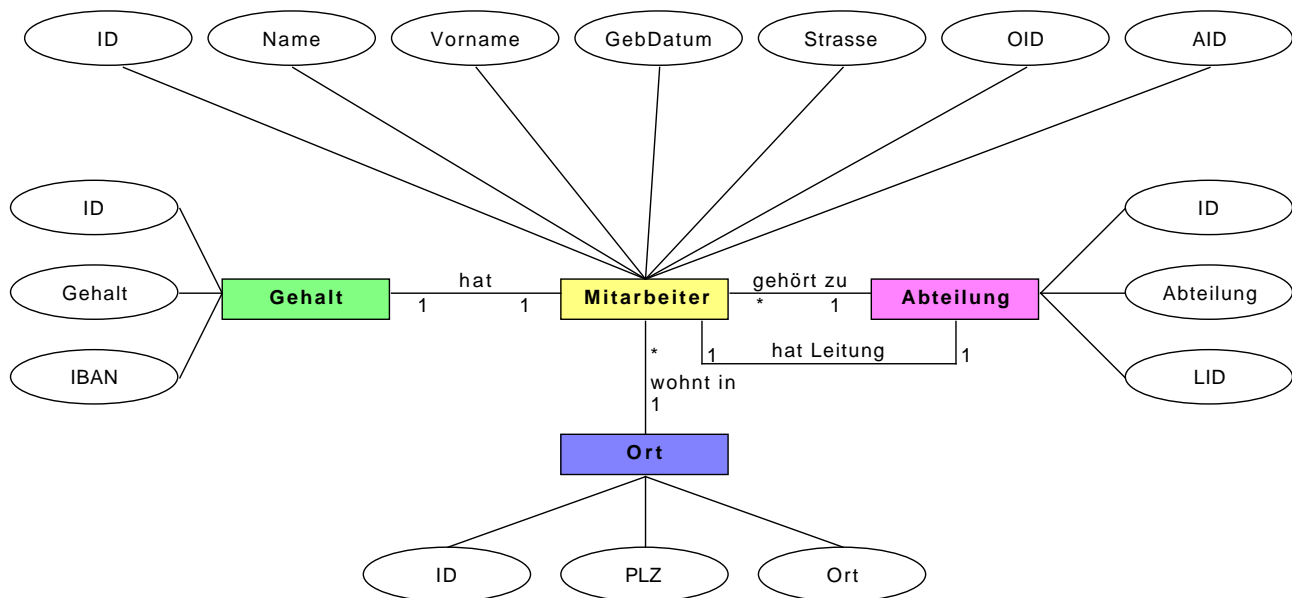 ID Name Vorname GebDatum Strasse OID AID
ID ID
hat gehört zu
Gehalt Gehalt Mitarbeiter Abteilung Abteilung
1 1 * 1
* 1 hat Leitung 1
IBAN wohnt in LID
1
Ort
ID PLZ Ort